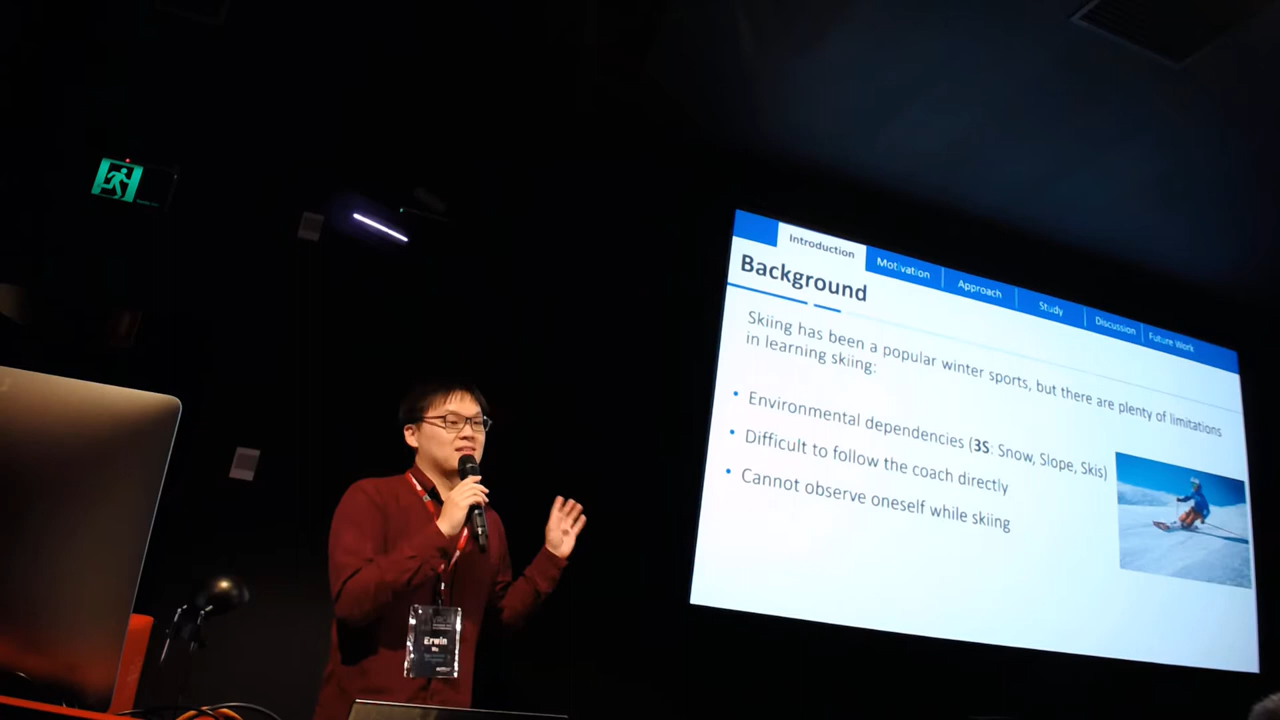 Introduction
Motivation
Approach
Study
Discussion
Future Work
Background
Skiing has been a popular winter sports, but there are plenty of limitations
in learning skiing:
• Environmental dependencies (3S: Snow, Slope, Skis)
• Difficult to follow the coach directly
• Cannot observe oneself while skiing
Erwin
Wu